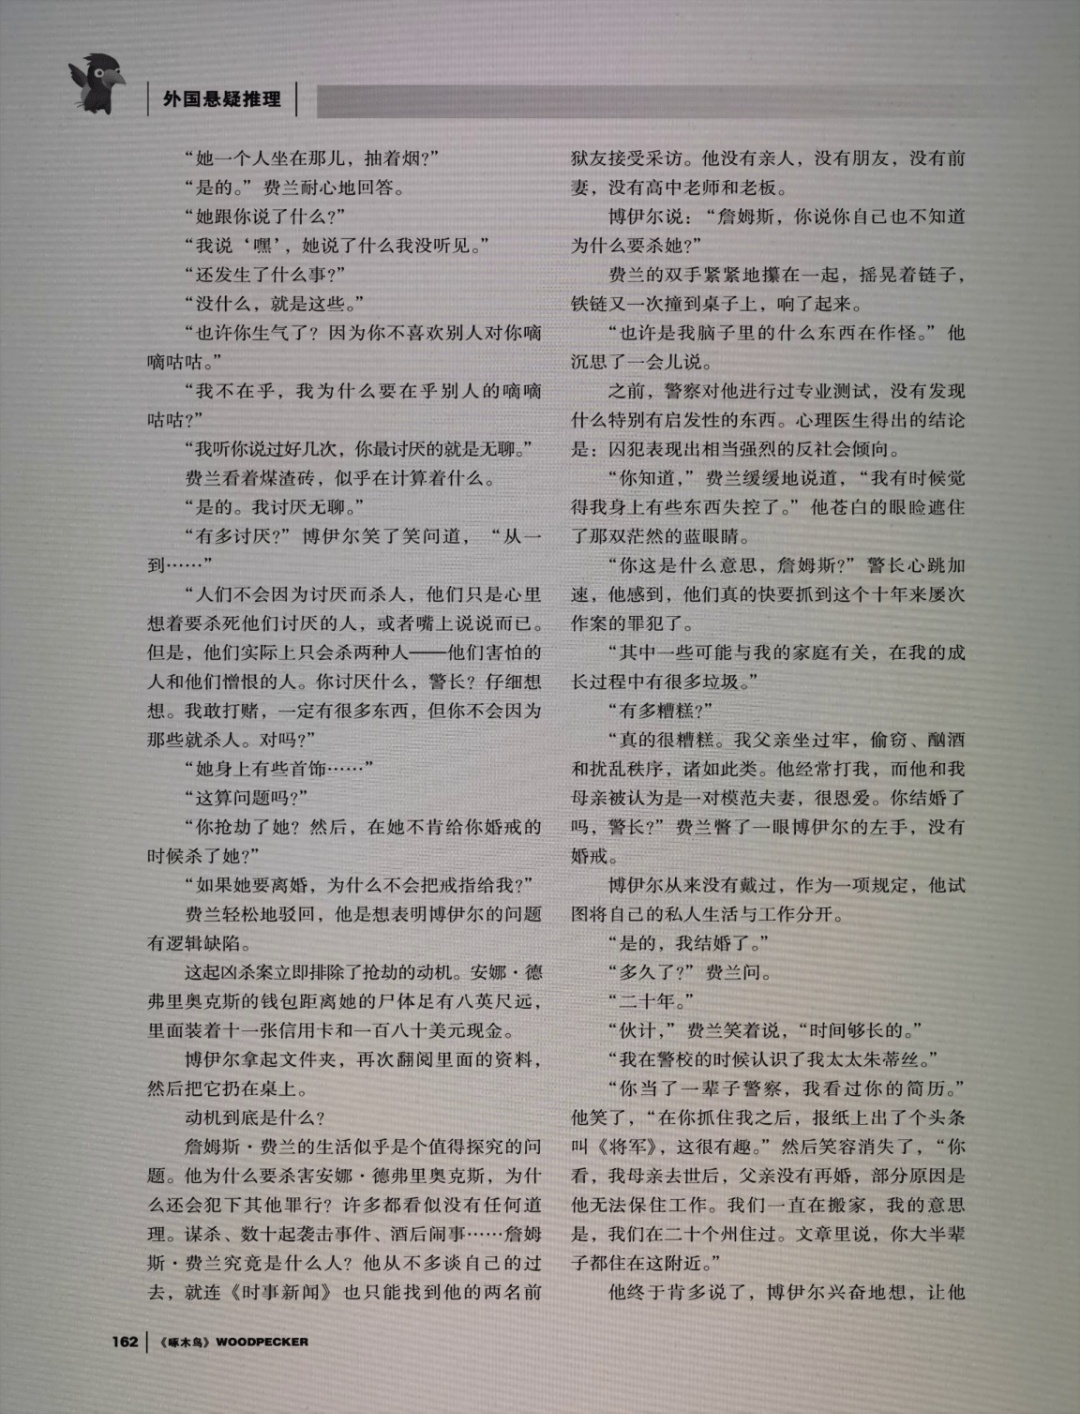 外国悬疑推理
“她一个人坐在那儿，抽着烟？”
“是的。”费兰耐心地回答。
“她跟你说了什么？”
“我说‘嘿’，她说了什么我没听见。”
“还发生了什么事？”
“没什么，就是这些。”
“也许你生气了？因为你不喜欢别人对你嘀
嘀咕咕。”
“我不在乎，我为什么要在乎别人的嘀嘀
咕咕？”
“我听你说过好几次，你最讨厌的就是无聊。”
费兰看着煤渣砖，似乎在计算着什么。
“是的。我讨厌无聊。”
“有多讨厌？”博伊尔笑了笑问道，“从一
到……”
“人们不会因为讨厌而杀人，他们只是心里
想着要杀死他们讨厌的人，或者嘴上说说而已。
但是，他们实际上只会杀两种人——他们害怕的
人和他们憎恨的人。你讨厌什么，警长？仔细想
想。我敢打赌，一定有很多东西，但你不会因为
那些就杀人。对吗？”
“她身上有些首饰……”
“这算问题吗？”
“你抢劫了她？然后，在她不肯给你婚戒的
时候杀了她？”
“如果她要离婚，为什么不会把戒指给我？”
费兰轻松地驳回，他是想表明博伊尔的问题
有逻辑缺陷。
这起凶杀案立即排除了抢劫的动机。安娜·德
弗里奥克斯的钱包距离她的尸体足有八英尺远，
里面装着十一张信用卡和一百八十美元现金。
博伊尔拿起文件夹，再次翻阅里面的资料，
然后把它扔在桌上。
动机到底是什么？
詹姆斯·费兰的生活似乎是个值得探究的问
题。他为什么要杀害安娜·德弗里奥克斯，为什
么还会犯下其他罪行？许多都看似没有任何道
理。谋杀、数十起袭击事件、酒后闹事……詹姆
斯·费兰究竟是什么人？他从不多谈自己的过
去，就连《时事新闻》也只能找到他的两名前
狱友接受采访。他没有亲人，没有朋友，没有前
妻，没有高中老师和老板。
博伊尔说：“詹姆斯，你说你自己也不知道
为什么要杀她？”
费兰的双手紧紧地攥在一起，摇晃着链子，
铁链又一次撞到桌子上，响了起来。
“也许是我脑子里的什么东西在作怪。”他
沉思了一会儿说。
之前，警察对他进行过专业测试，没有发现
什么特别有启发性的东西。心理医生得出的结论
是：囚犯表现出相当强烈的反社会倾向。
“你知道，”费兰缓缓地说道，“我有时候觉
得我身上有些东西失控了。”他苍白的眼睑遮住
了那双茫然的蓝眼睛。
“你这是什么意思，詹姆斯？”警长心跳加
速，他感到，他们真的快要抓到这个十年来屡次
作案的罪犯了。
“其中一些可能与我的家庭有关，在我的成
长过程中有很多垃圾。”
“有多糟糕？”
“真的很糟糕。我父亲坐过牢，偷窃、酗酒
和扰乱秩序，诸如此类。他经常打我，而他和我
母亲被认为是一对模范夫妻，很恩爱。你结婚了
吗，警长？”费兰瞥了一眼博伊尔的左手，没有
婚戒。
博伊尔从来没有戴过，作为一项规定，他试
图将自己的私人生活与工作分开。
“是的，我结婚了。”
“多久了？”费兰问。
“二十年。”
“伙计，”费兰笑着说，“时间够长的。”
“我在警校的时候认识了我太太朱蒂丝。”
“你当了一辈子警察，我看过你的简历。”
他笑了，“在你抓住我之后，报纸上出了个头条
叫《将军》，这很有趣。”然后笑容消失了，“你
看，我母亲去世后，父亲没有再婚，部分原因是
他无法保住工作。我们一直在搬家，我的意思
是，我们在二十个州住过。文章里说，你大半辈
子都住在这附近。”
他终于肯多说了，博伊尔兴奋地想，让他
162 《啄木鸟》WOODPECKER